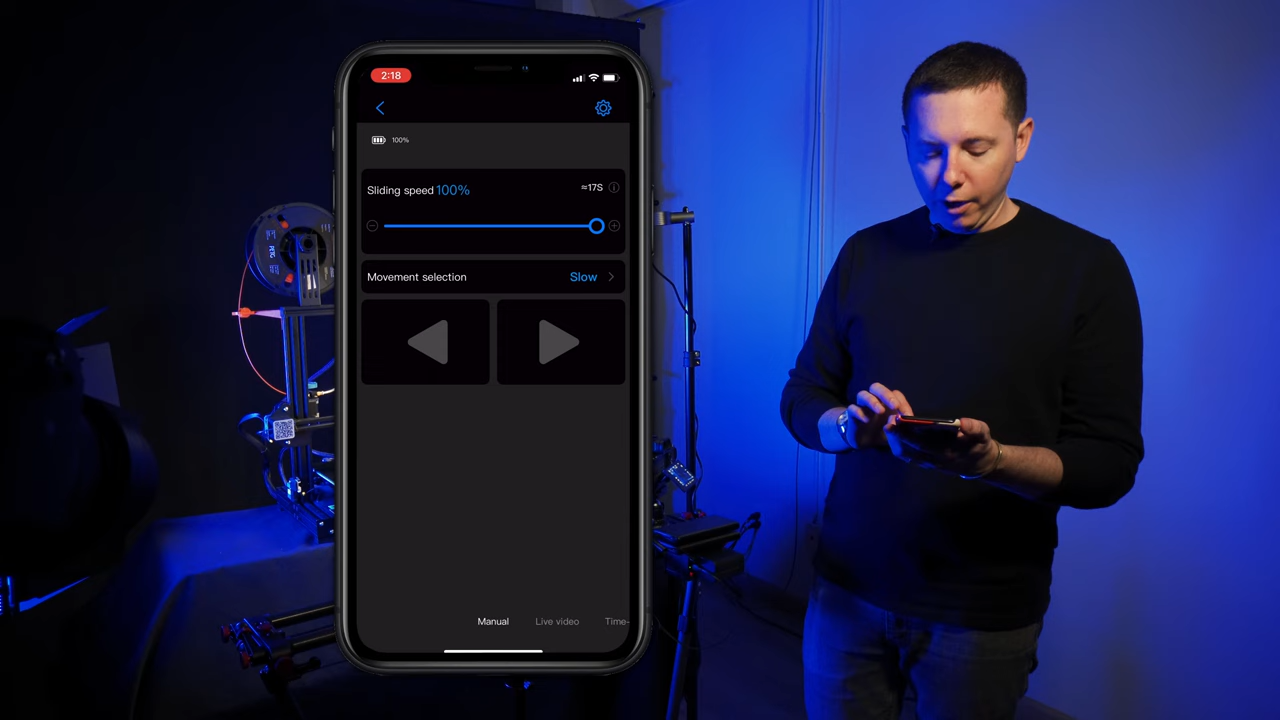 2:18
100%
Sliding speed 100%
≈17S
Movement selection
Slow
Manual
Live video
Time-